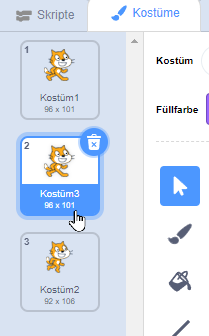 Skripte
Kostüme
1
Kostüm1
96 x 101
2
Kostüm3
96 x 101
3
Kostüm2
92 x 106
Kostüm
Füllfarbe